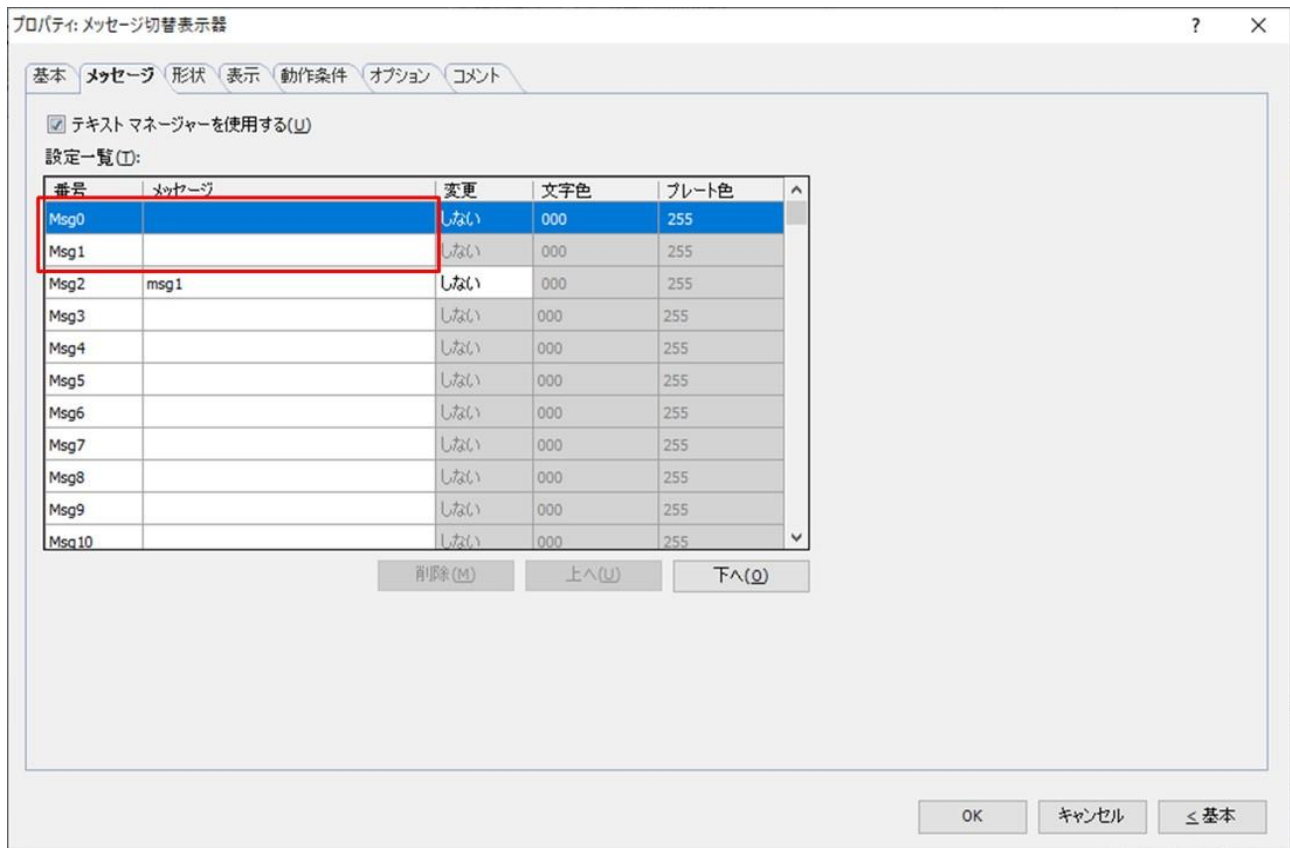 プロパティ: メッセージ切替表示器 ? ×
基本 メッセージ 形状 表示 動作条件 オプション コメント
テキスト マネージャーを使用する(U)
設定一覧(T):
番号 メッセージ 変更 文字色 プレート色
Msg0 しない 000 255
Msg1 しない 000 255
Msg2 msg1 しない 000 255
Msg3 しない 000 255
Msg4 しない 000 255
Msg5 しない 000 255
Msg6 しない 000 255
Msg7 しない 000 255
Msg8 しない 000 255
Msg9 しない 000 255
Msg10 しない 000 255
削除(M) 上へ(U) 下へ(O)
OK キャンセル < 基本